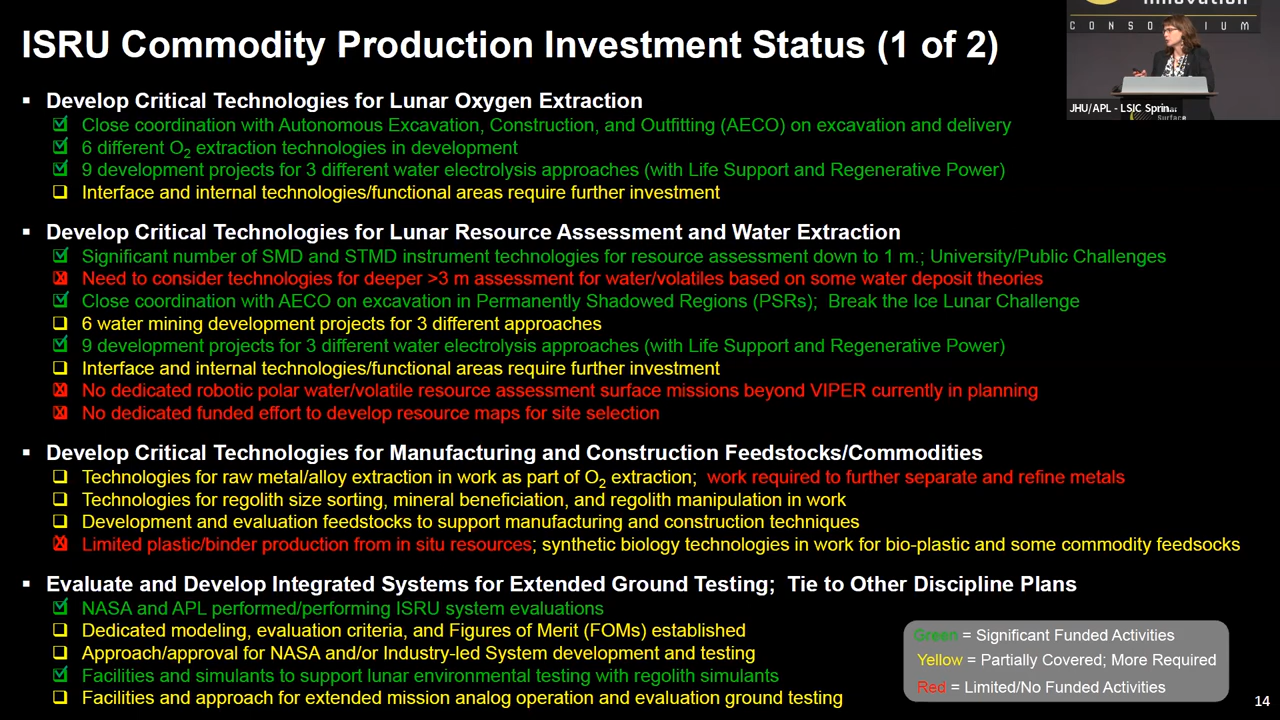 ISRU Commodity Production Investment Status (1 of 2)
innovation
CONSORTIUM
JHU/APL - LSIC Sprin...
Surface
▪ Develop Critical Technologies for Lunar Oxygen Extraction
☑ Close coordination with Autonomous Excavation, Construction, and Outfitting (AECO) on excavation and delivery
☑ 6 different O2 extraction technologies in development
☑ 9 development projects for 3 different water electrolysis approaches (with Life Support and Regenerative Power)
❑ Interface and internal technologies/functional areas require further investment
▪ Develop Critical Technologies for Lunar Resource Assessment and Water Extraction
☑ Significant number of SMD and STMD instrument technologies for resource assessment down to 1 m.; University/Public Challenges
☒ Need to consider technologies for deeper >3 m assessment for water/volatiles based on some water deposit theories
☑ Close coordination with AECO on excavation in Permanently Shadowed Regions (PSRs); Break the Ice Lunar Challenge
❑ 6 water mining development projects for 3 different approaches
☑ 9 development projects for 3 different water electrolysis approaches (with Life Support and Regenerative Power)
❑ Interface and internal technologies/functional areas require further investment
☒ No dedicated robotic polar water/volatile resource assessment surface missions beyond VIPER currently in planning
☒ No dedicated funded effort to develop resource maps for site selection
▪ Develop Critical Technologies for Manufacturing and Construction Feedstocks/Commodities
❑ Technologies for raw metal/alloy extraction in work as part of O2 extraction; work required to further separate and refine metals
❑ Technologies for regolith size sorting, mineral beneficiation, and regolith manipulation in work
❑ Development and evaluation feedstocks to support manufacturing and construction techniques
☒ Limited plastic/binder production from in situ resources; synthetic biology technologies in work for bio-plastic and some commodity feedsocks
▪ Evaluate and Develop Integrated Systems for Extended Ground Testing; Tie to Other Discipline Plans
☑ NASA and APL performed/performing ISRU system evaluations
❑ Dedicated modeling, evaluation criteria, and Figures of Merit (FOMs) established
❑ Approach/approval for NASA and/or Industry-led System development and testing
☑ Facilities and simulants to support lunar environmental testing with regolith simulants
❑ Facilities and approach for extended mission analog operation and evaluation ground testing
Green = Significant Funded Activities
Yellow = Partially Covered; More Required
Red = Limited/No Funded Activities
14